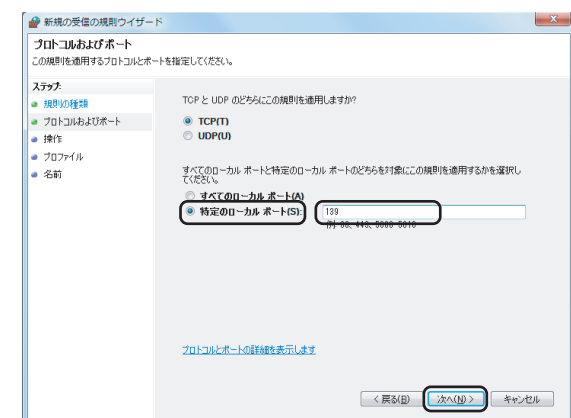 新規の受信の規則ウィザード
プロトコルおよびポート
この規則を適用するプロトコルとポートを指定してください。
ステップ:
規則の種類
プロトコルおよびポート
操作
プロファイル
名前
TCP と UDP のどちらにこの規則を適用しますか?
TCP(T)
UDP(U)
すべてのローカル ポートと特定のローカル ポートのどちらを対象にこの規則を適用するかを選択し
てください。
すべてのローカル ポート(A)
特定のローカル ポート(S):
139
例: 80、443、5000-5010
プロトコルとポートの詳細を表示します
< 戻る(B)
次へ(N) >
キャンセル